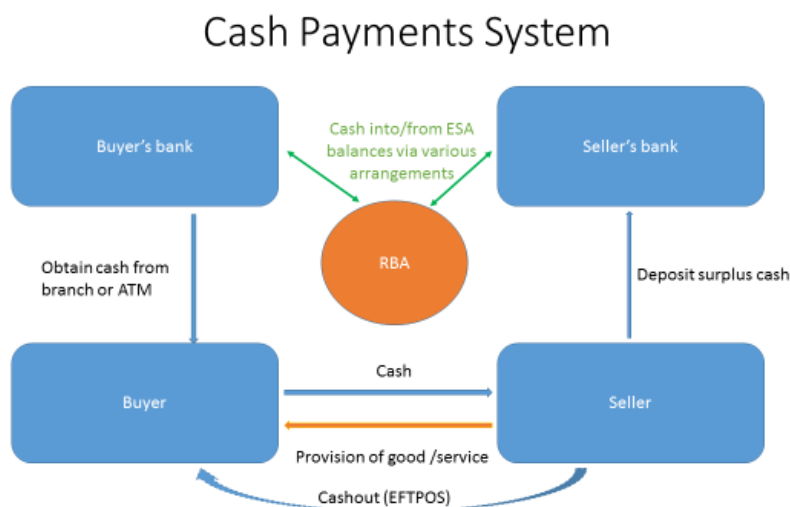 Cash Payments System
Buyer's bank
Cash into/from ESA
balances via various
arrangements
Seller's bank
RBA
Obtain cash from
branch or ATM
Deposit surplus cash
Buyer
Cash
Seller
Provision of good /service
Cashout (EFTPOS)